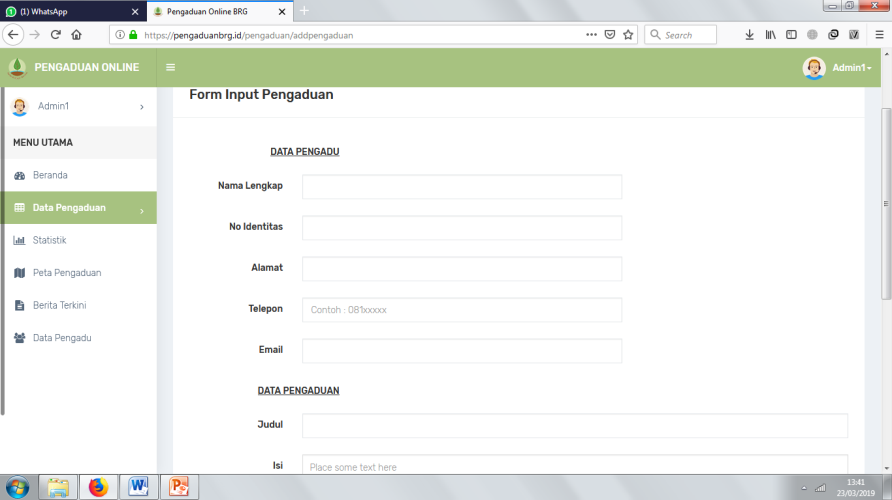 (1) WhatsApp
Pengaduan Online BRG
https://pengaduanbrg.id/pengaduan/addpengaduan
Search
PENGADUAN ONLINE
Admin1
Admin1
MENU UTAMA
Beranda
Data Pengaduan
Statistik
Peta Pengaduan
Berita Terkini
Data Pengadu
Form Input Pengaduan
DATA PENGADU
Nama Lengkap
No Identitas
Alamat
Telepon
Contoh : 081xxxxx
Email
DATA PENGADUAN
Judul
Isi
Place some text here
13:41
23/03/2019